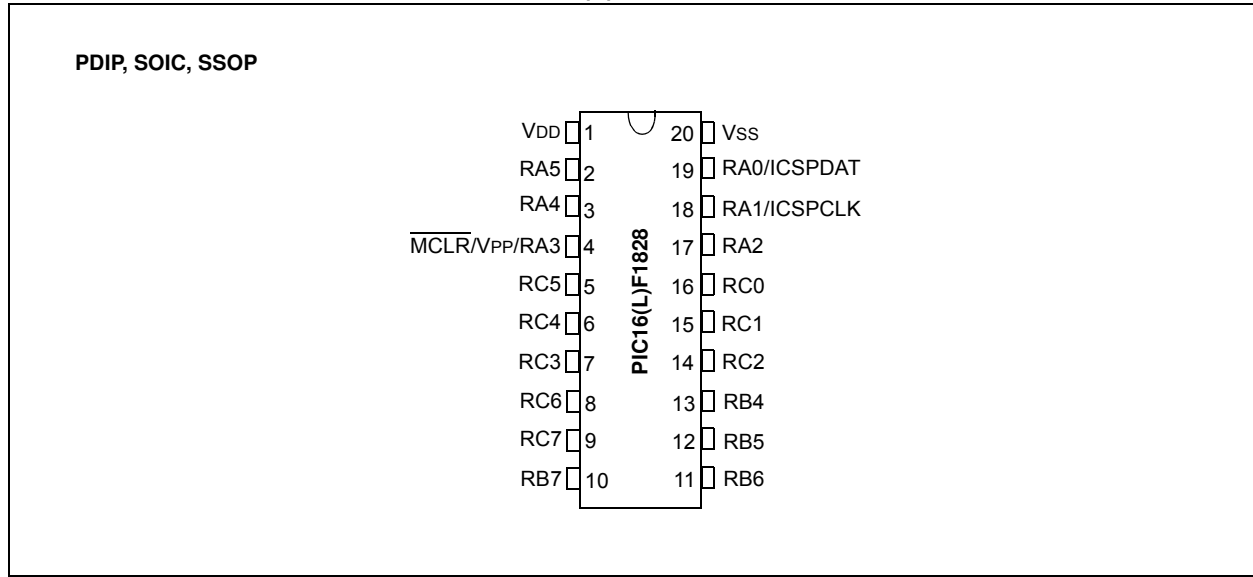 PDIP, SOIC, SSOP
VDD 1 20 VSS
RA5 2 19 RA0/ICSPDAT
RA4 3 18 RA1/ICSPCLK
MCLR/VPP/RA3 4 17 RA2
RC5 5 16 RC0
RC4 6 15 RC1
RC3 7 14 RC2
RC6 8 13 RB4
RC7 9 12 RB5
RB7 10 11 RB6
PIC16(L)F1828